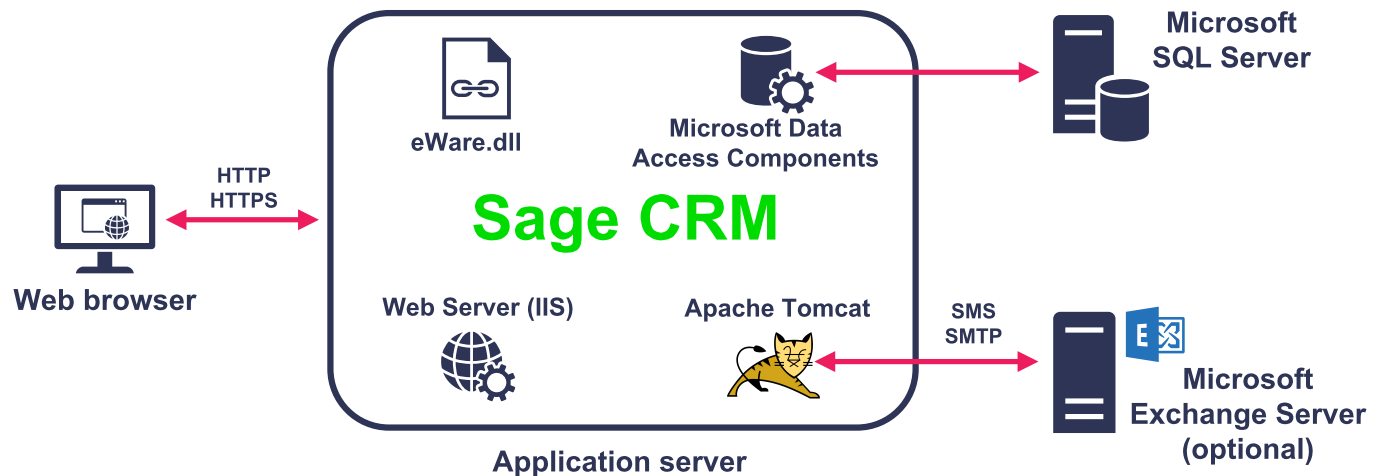 Microsoft
SQL Server
eWare.dll
Microsoft Data
Access Components
HTTP
HTTPS
Sage CRM
Web browser
Web Server (IIS)
Apache Tomcat
SMS
SMTP
E
Microsoft
Exchange Server
(optional)
Application server